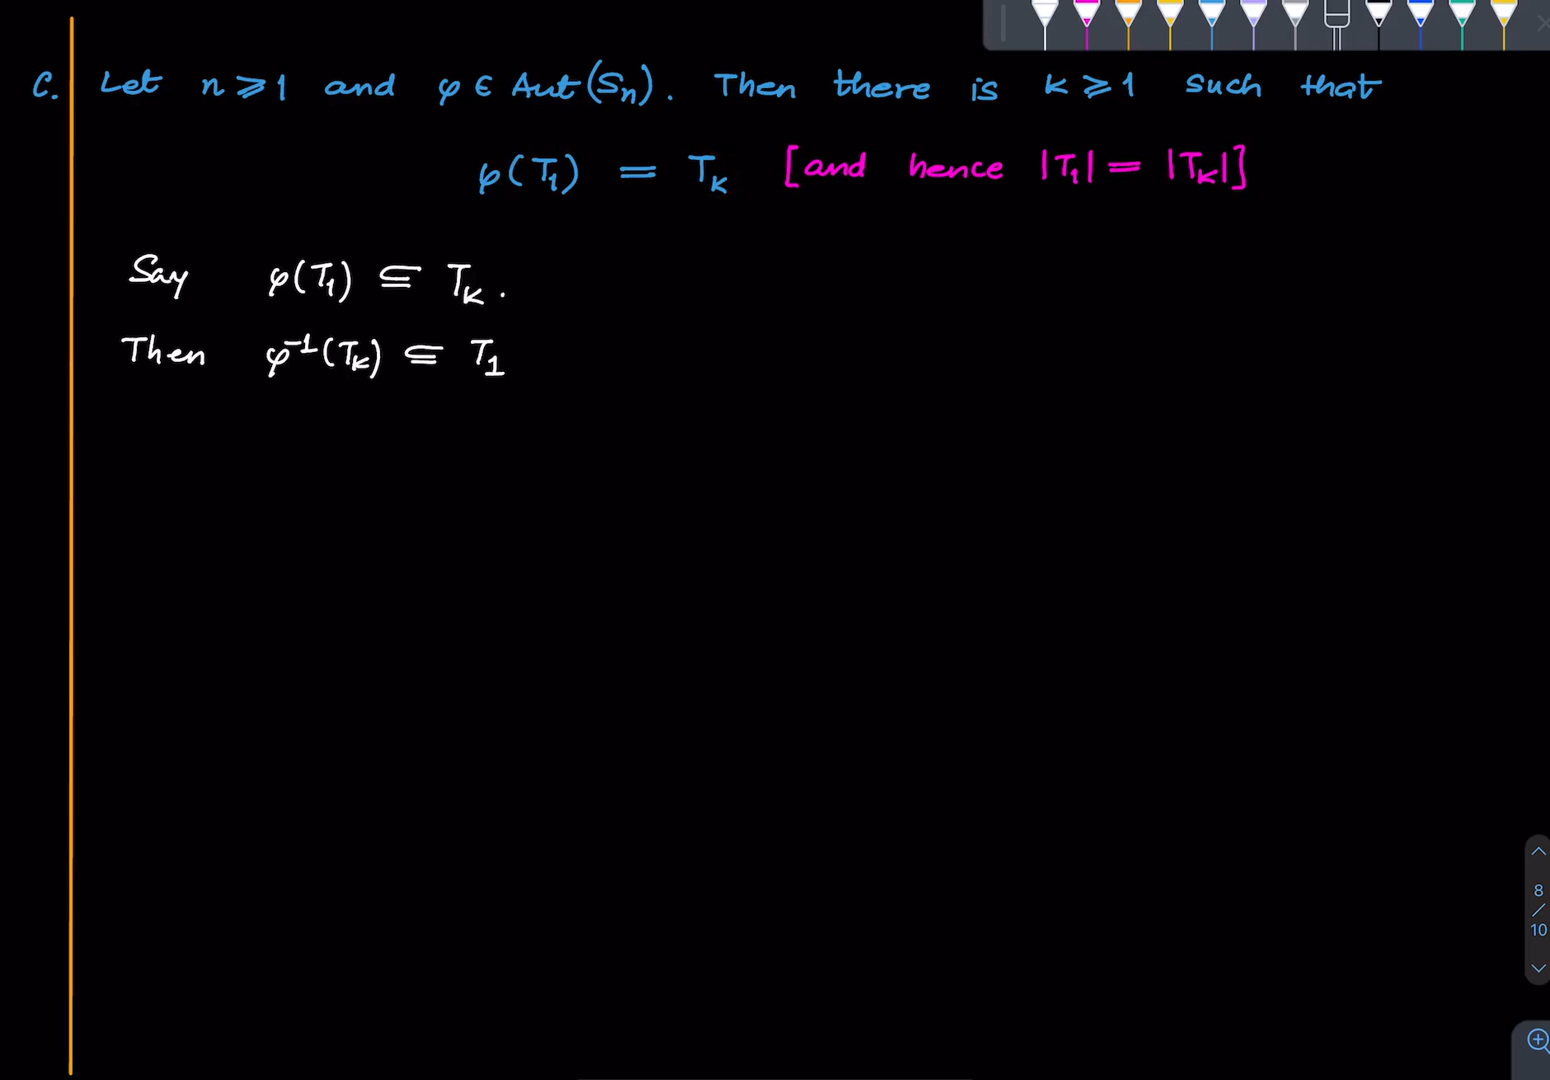 C. Let n ⩾ 1 and φ ∈ Aut(Sₙ). Then there is k ⩾ 1 such that
φ(T₁) = Tₖ [and hence |T₁| = |Tₖ|]
Say φ(T₁) ⊆ Tₖ.
Then φ⁻¹(Tₖ) ⊆ T₁
8
/
10